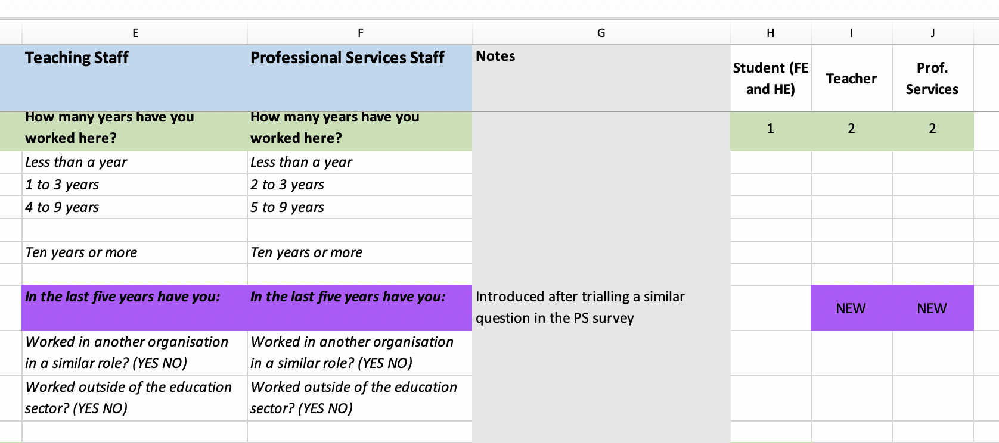 E F G H I J
Teaching Staff Professional Services Staff Notes
Student (FE and HE) Teacher Prof. Services
How many years have you How many years have you
worked here? worked here? 1 2 2
Less than a year Less than a year
1 to 3 years 2 to 3 years
4 to 9 years 5 to 9 years
Ten years or more Ten years or more
In the last five years have you: In the last five years have you: Introduced after trialling a similar
question in the PS survey NEW NEW
Worked in another organisation Worked in another organisation
in a similar role? (YES NO) in a similar role? (YES NO)
Worked outside of the education Worked outside of the education
sector? (YES NO) sector? (YES NO)